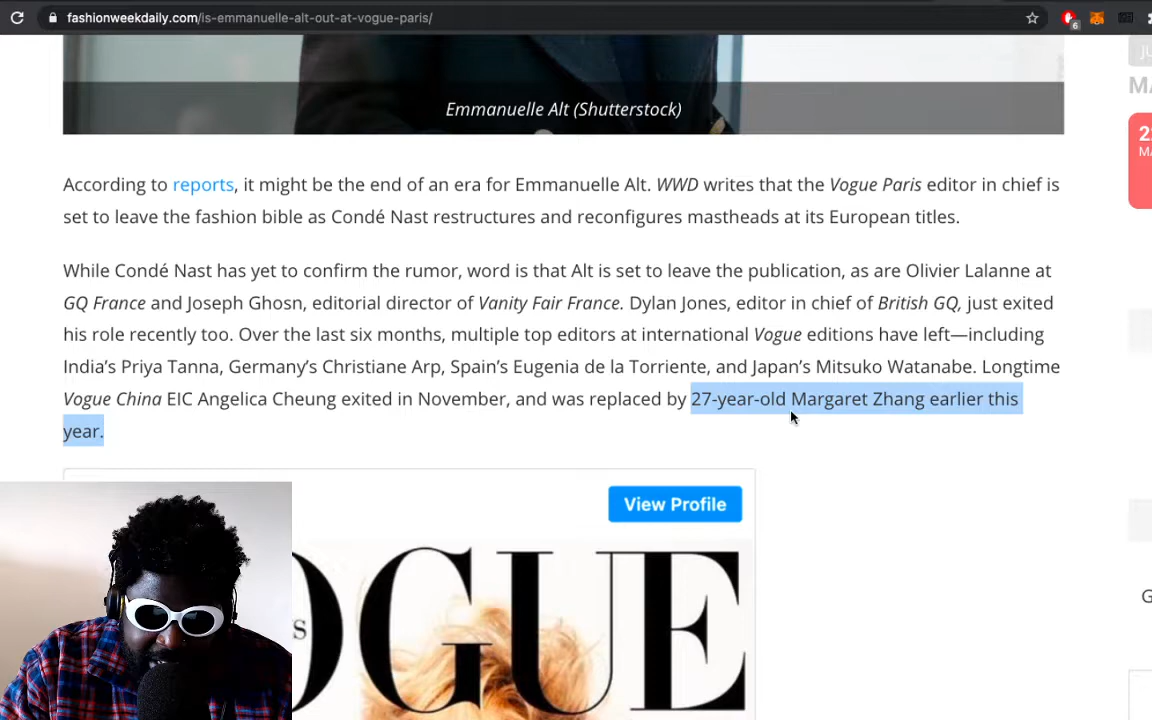 fashionweekdaily.com/is-emmanuelle-alt-out-at-vogue-paris/
6
Emmanuelle Alt (Shutterstock)
According to reports, it might be the end of an era for Emmanuelle Alt. WWD writes that the Vogue Paris editor in chief is
set to leave the fashion bible as Condé Nast restructures and reconfigures mastheads at its European titles.
While Condé Nast has yet to confirm the rumor, word is that Alt is set to leave the publication, as are Olivier Lalanne at
GQ France and Joseph Ghosn, editorial director of Vanity Fair France. Dylan Jones, editor in chief of British GQ, just exited
his role recently too. Over the last six months, multiple top editors at international Vogue editions have left—including
India’s Priya Tanna, Germany’s Christiane Arp, Spain’s Eugenia de la Torriente, and Japan’s Mitsuko Watanabe. Longtime
Vogue China EIC Angelica Cheung exited in November, and was replaced by 27-year-old Margaret Zhang earlier this
year.
View Profile
OGUE